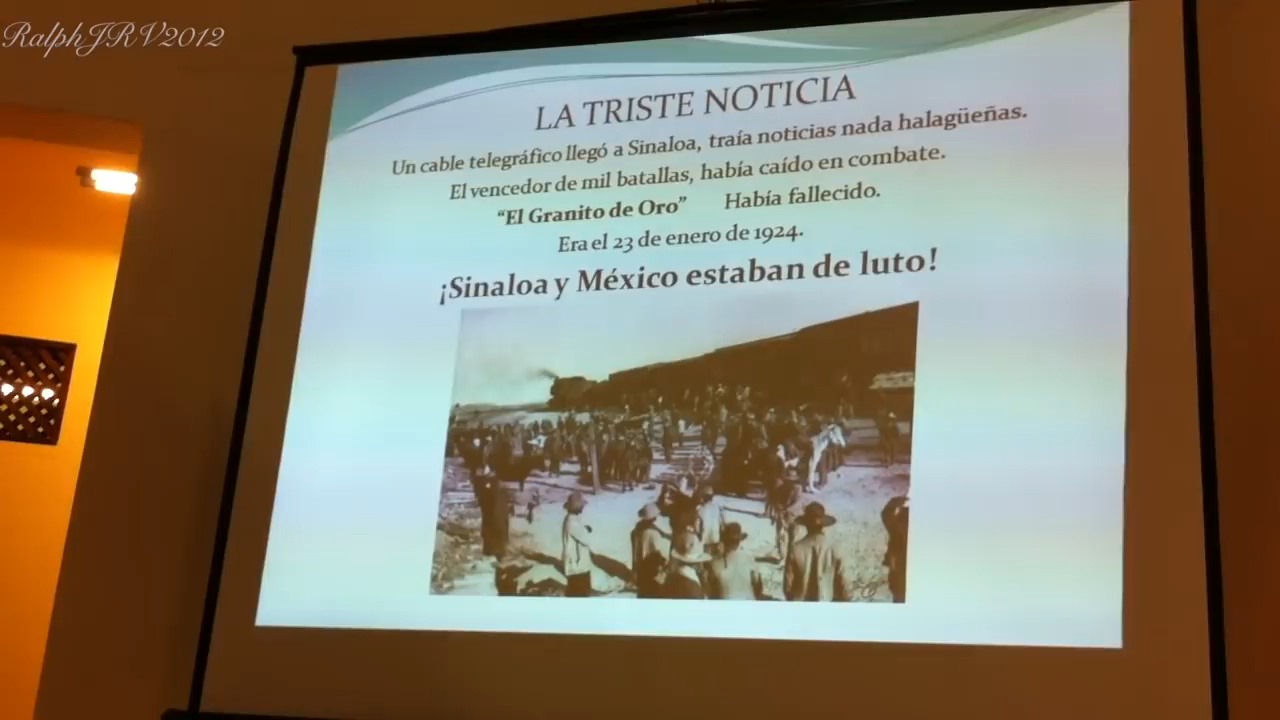 RalphJRV2012
LA TRISTE NOTICIA
Un cable telegráfico llegó a Sinaloa, traía noticias nada halagüeñas.
El vencedor de mil batallas, había caído en combate.
“El Granito de Oro” Había fallecido.
Era el 23 de enero de 1924.
¡Sinaloa y México estaban de luto!